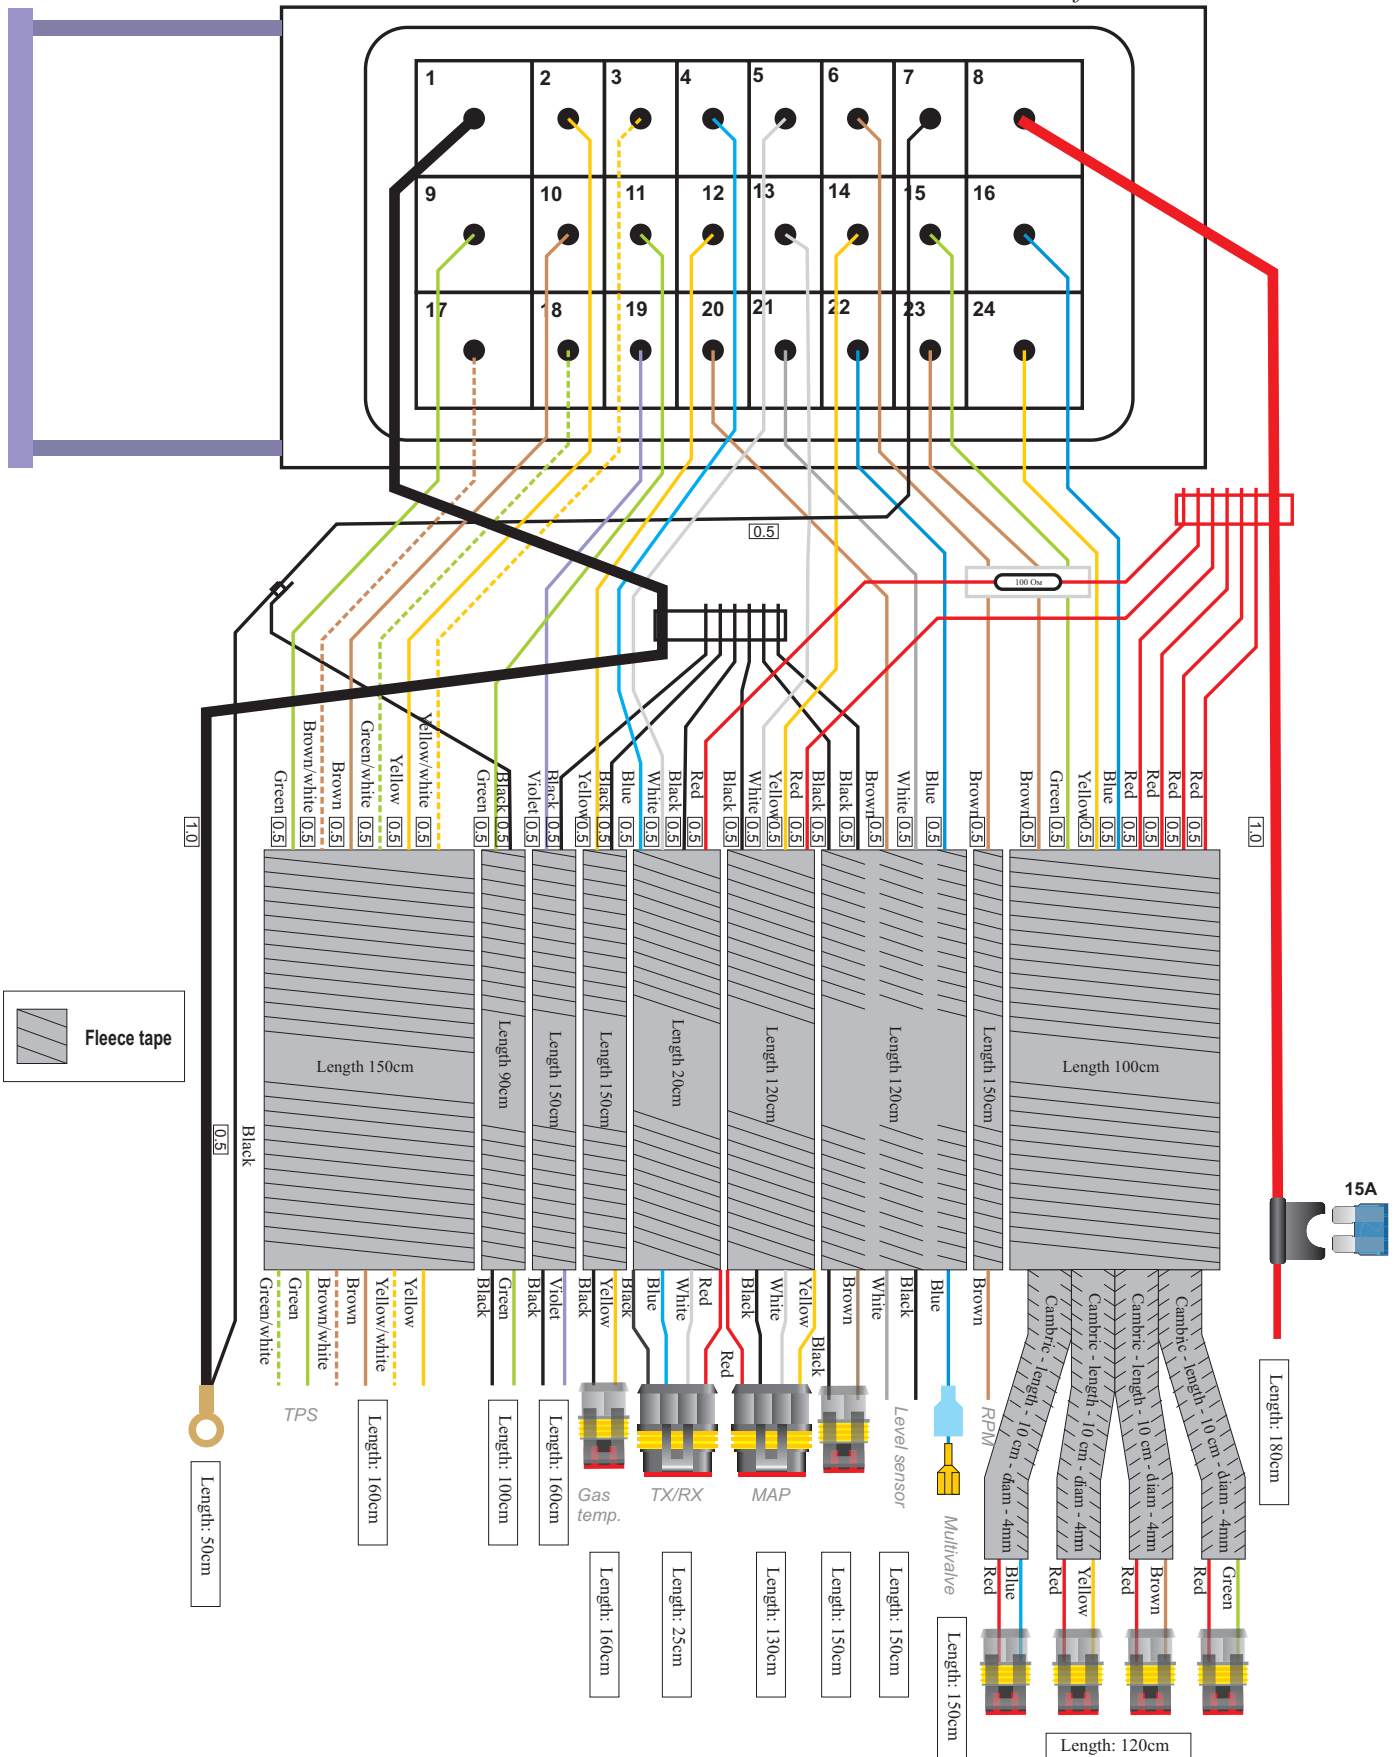 1 2 3 4 5 6 7 8
9 10 11 12 13 14 15 16
17 18 19 20 21 22 23 24
0.5
100 Ом
Green
Brown/white
Brown
Green/white
Yellow
Yellow/white
Green
Black
Violet
Black
Yellow
Black
Blue
White
Black
Red
Black
White
Yellow
Red
Black
Black
Brown
White
Blue
Brown
Brown
Green
Yellow
Blue
Red
Red
Red
Red
1.0
0.5 0.5 0.5 0.5 0.5 0.5 0.5 0.5 0.5 0.5 0.5 0.5 0.5 0.5 0.5 0.5 0.5 0.5 0.5 0.5 0.5 0.5 0.5 0.5 0.5 0.5 0.5 0.5 0.5 0.5 0.5 0.5
1.0
Fleece tape
Length 150cm
Length 90cm
Length 150cm
Length 150cm
Length 20cm
Length 120cm
Length 120cm
Length 150cm
Length 100cm
0.5
Black
15A
Green/white
Green
Brown/white
Brown
Yellow/white
Yellow
Black
Green
Black
Violet
Black
Yellow
Black
Blue
White
Red
Red
Black
White
Yellow
Black
Brown
White
Black
Blue
Brown
Cambric - length - 10 cm - diam - 4mm
Cambric - length - 10 cm - diam - 4mm
Cambric - length - 10 cm - diam - 4mm
Cambric - length - 10 cm - diam - 4mm
TPS
Gas
temp.
TX/RX
MAP
Level sensor
Multivalve
RPM
Length: 50cm
Length: 160cm
Length: 100cm
Length: 160cm
Length: 160cm
Length: 25cm
Length: 130cm
Length: 150cm
Length: 150cm
Length: 150cm
Length: 180cm
Red
Blue
Red
Yellow
Red
Brown
Red
Green
Length: 120cm